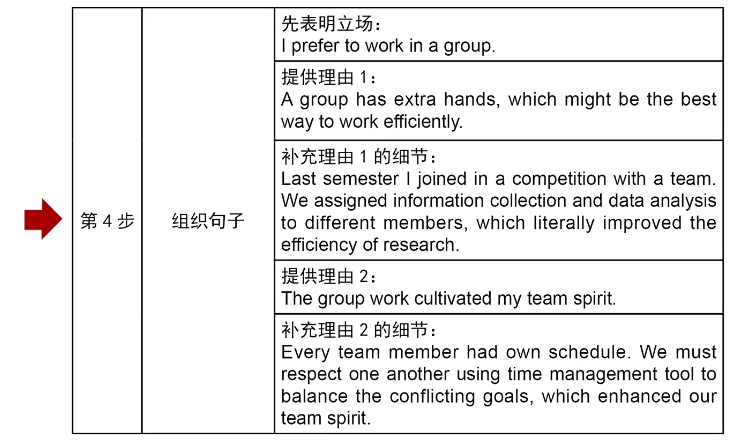 第 4 步
组织句子
先表明立场：
I prefer to work in a group.
提供理由 1：
A group has extra hands, which might be the best
way to work efficiently.
补充理由 1 的细节：
Last semester I joined in a competition with a team.
We assigned information collection and data analysis
to different members, which literally improved the
efficiency of research.
提供理由 2：
The group work cultivated my team spirit.
补充理由 2 的细节：
Every team member had own schedule. We must
respect one another using time management tool to
balance the conflicting goals, which enhanced our
team spirit.